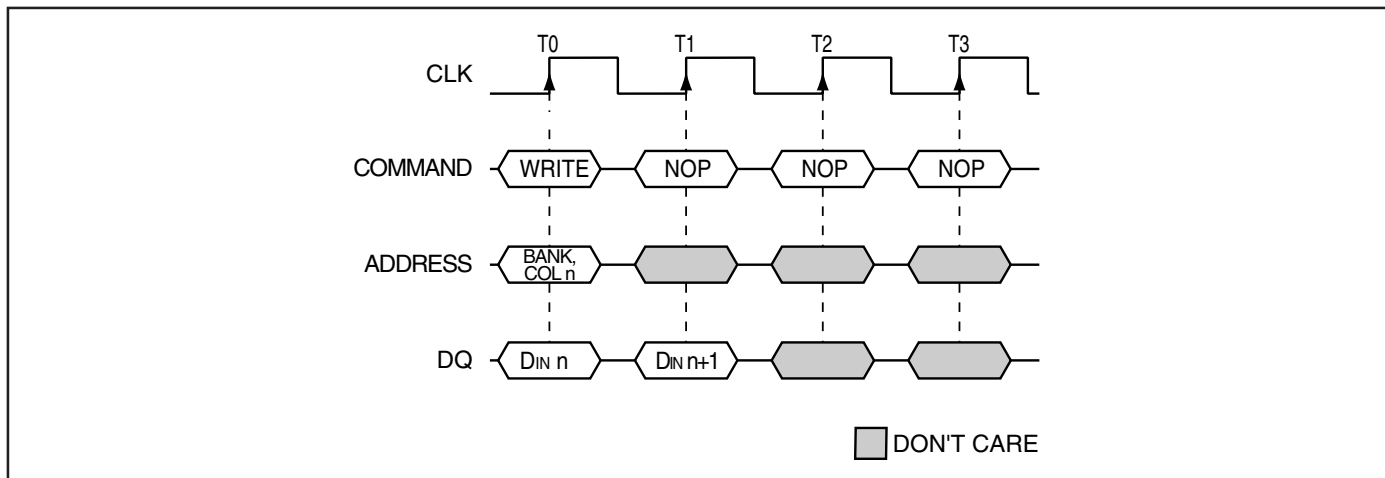 T0 T1 T2 T3
CLK
COMMAND WRITE NOP NOP NOP
ADDRESS BANK,
COL n
DQ DIN n DIN n+1
DON'T CARE